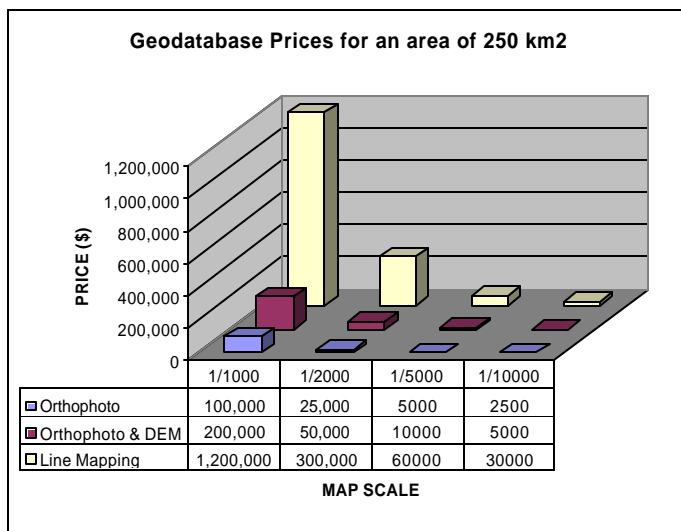 Geodatabase Prices for an area of 250 km2
1,200,000
1,000,000
800,000
600,000
400,000
200,000
0
PRICE ($)
1/1000 1/2000 1/5000 1/10000
Orthophoto 100,000 25,000 5000 2500
Orthophoto & DEM 200,000 50,000 10000 5000
Line Mapping 1,200,000 300,000 60000 30000
MAP SCALE